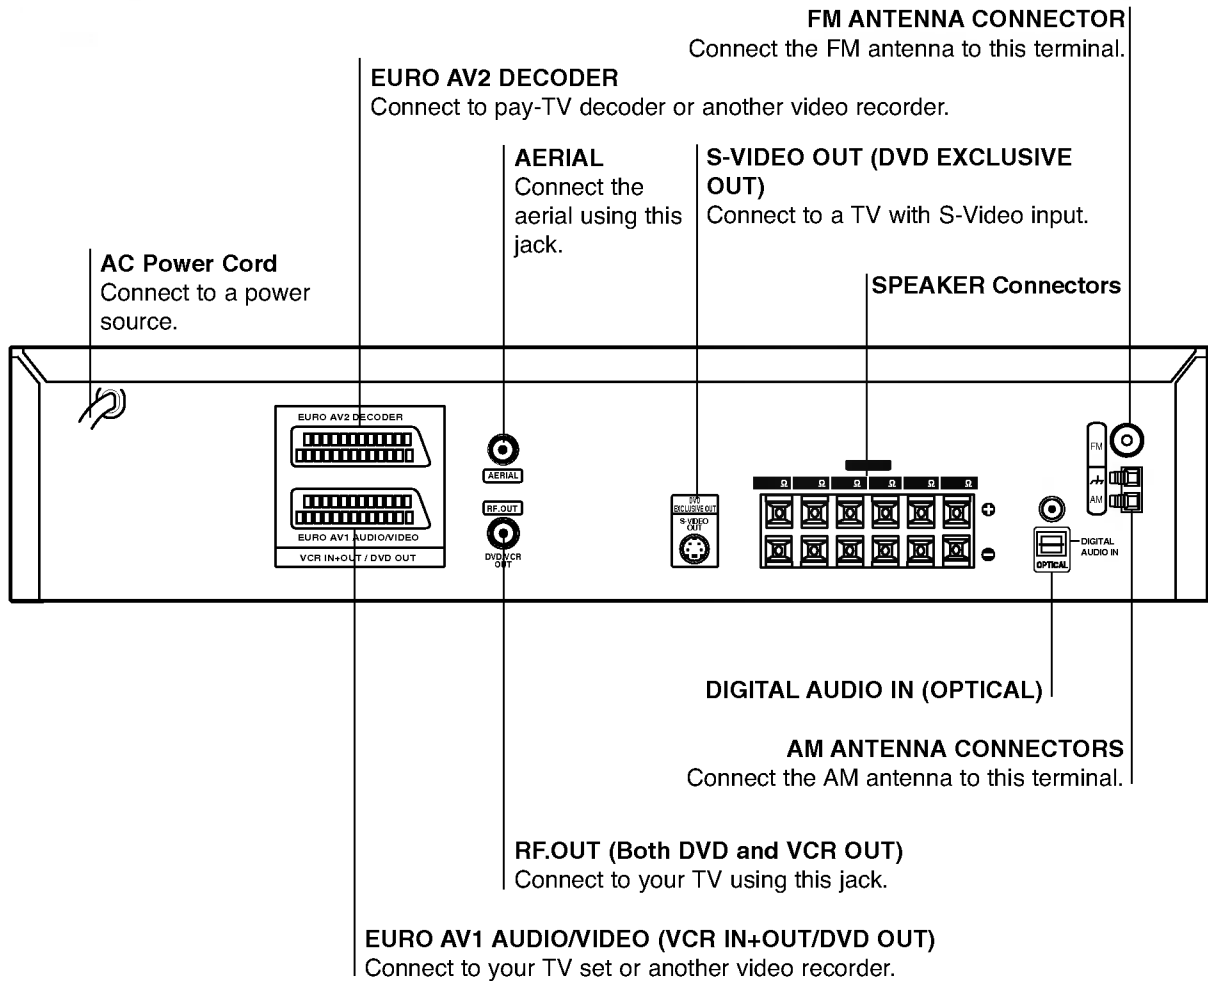 FM ANTENNA CONNECTOR
Connect the FM antenna to this terminal.
EURO AV2 DECODER
Connect to pay-TV decoder or another video recorder.
AERIAL
Connect the
aerial using this
jack.
S-VIDEO OUT (DVD EXCLUSIVE
OUT)
Connect to a TV with S-Video input.
AC Power Cord
Connect to a power
source.
SPEAKER Connectors
EURO AV2 DECODER
AERIAL
RF.OUT
DVD/VCR
OUT
EURO AV1 AUDIO/VIDEO
VCR IN+OUT / DVD OUT
DVD
EXCLUSIVE OUT
S-VIDEO
OUT
Ω Ω Ω Ω Ω Ω
FM
AM
DIGITAL
AUDIO IN
OPTICAL
DIGITAL AUDIO IN (OPTICAL)
AM ANTENNA CONNECTORS
Connect the AM antenna to this terminal.
RF.OUT (Both DVD and VCR OUT)
Connect to your TV using this jack.
EURO AV1 AUDIO/VIDEO (VCR IN+OUT/DVD OUT)
Connect to your TV set or another video recorder.